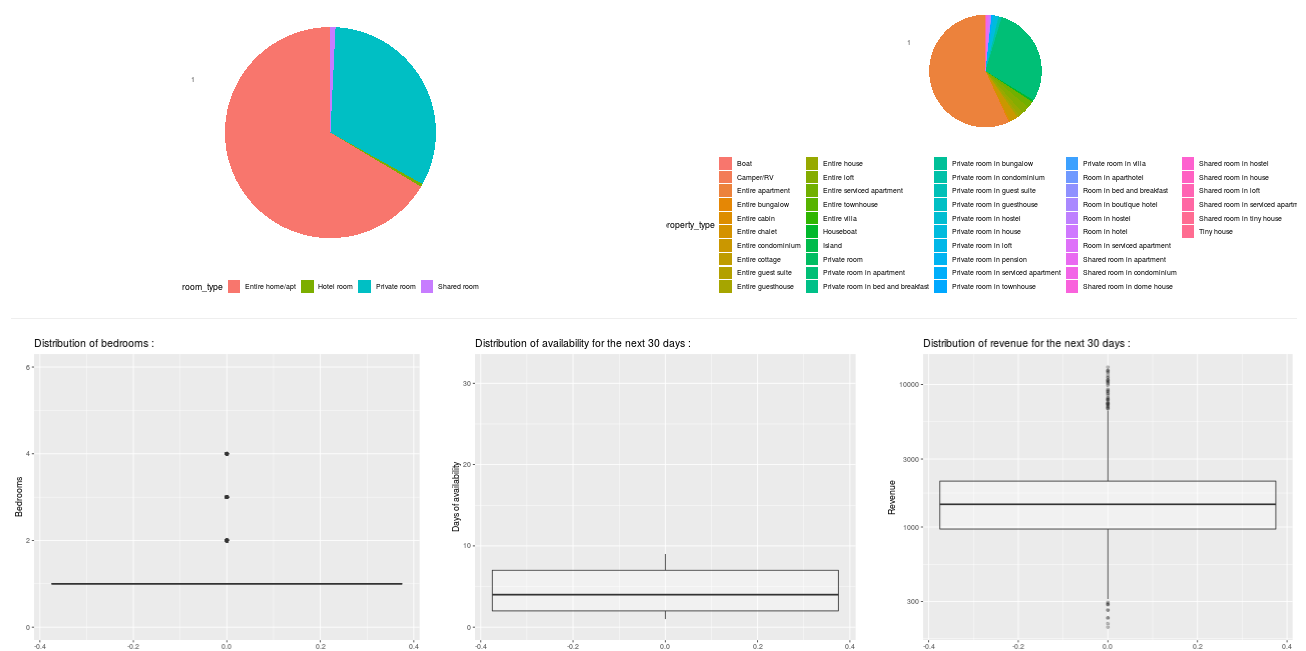 1
room_type
Entire home/apt
Hotel room
Private room
Shared room
1
roperty_type
Boat
Camper/RV
Entire apartment
Entire bungalow
Entire cabin
Entire chalet
Entire condominium
Entire cottage
Entire guest suite
Entire guesthouse
Entire house
Entire loft
Entire serviced apartment
Entire townhouse
Entire villa
Houseboat
Island
Private room
Private room in apartment
Private room in bed and breakfast
Private room in bungalow
Private room in condominium
Private room in guest suite
Private room in guesthouse
Private room in hostel
Private room in house
Private room in loft
Private room in pension
Private room in serviced apartment
Private room in townhouse
Private room in villa
Room in aparthotel
Room in bed and breakfast
Room in boutique hotel
Room in hostel
Room in hotel
Room in serviced apartment
Shared room in apartment
Shared room in condominium
Shared room in dome house
Shared room in hostel
Shared room in house
Shared room in loft
Shared room in serviced apartm
Shared room in tiny house
Tiny house
Distribution of bedrooms :
Bedrooms
6
4
2
0
-0.4
-0.2
0.0
0.2
0.4
Distribution of availability for the next 30 days :
Days of availability
30
20
10
0
-0.4
-0.2
0.0
0.2
0.4
Distribution of revenue for the next 30 days :
Revenue
10000
3000
1000
300
-0.4
-0.2
0.0
0.2
0.4